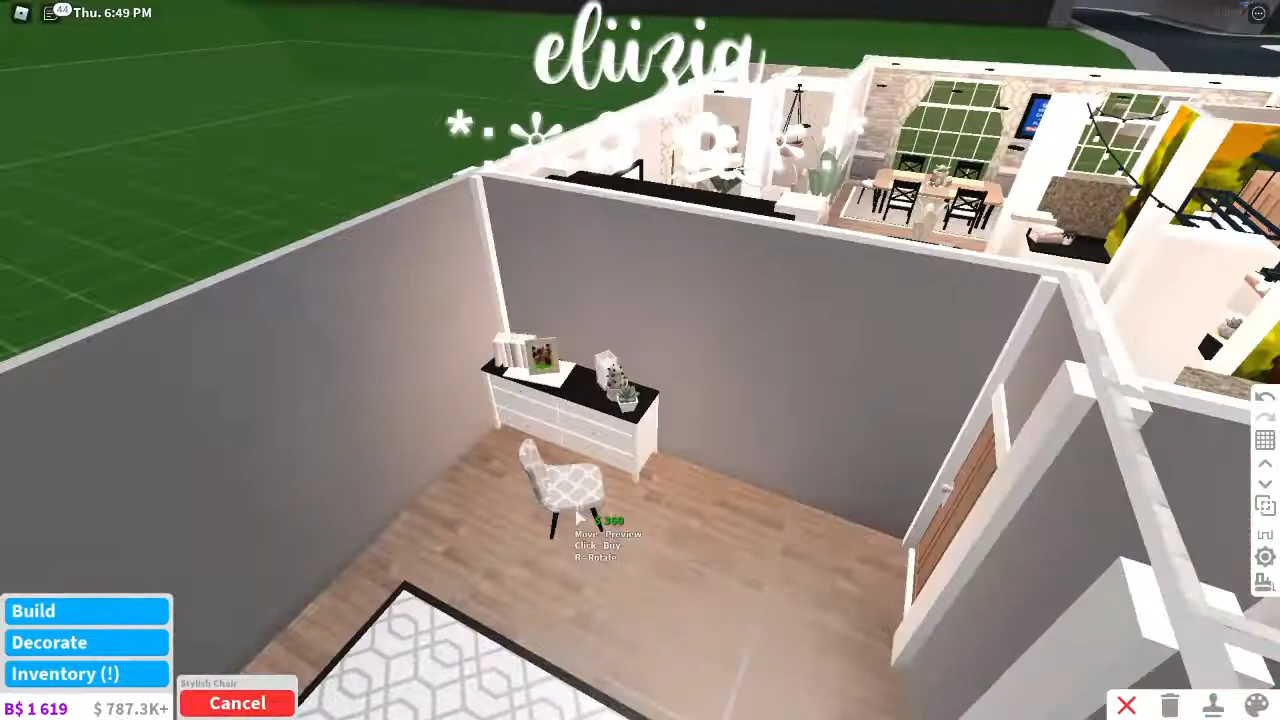 44
Thu. 6:49 PM
eliizia
$ 360
Move - Preview
Click - Buy
R - Rotate
Build
Decorate
Inventory (!)
Stylish Chair
Cancel
B$ 1 619
$ 787.3K+